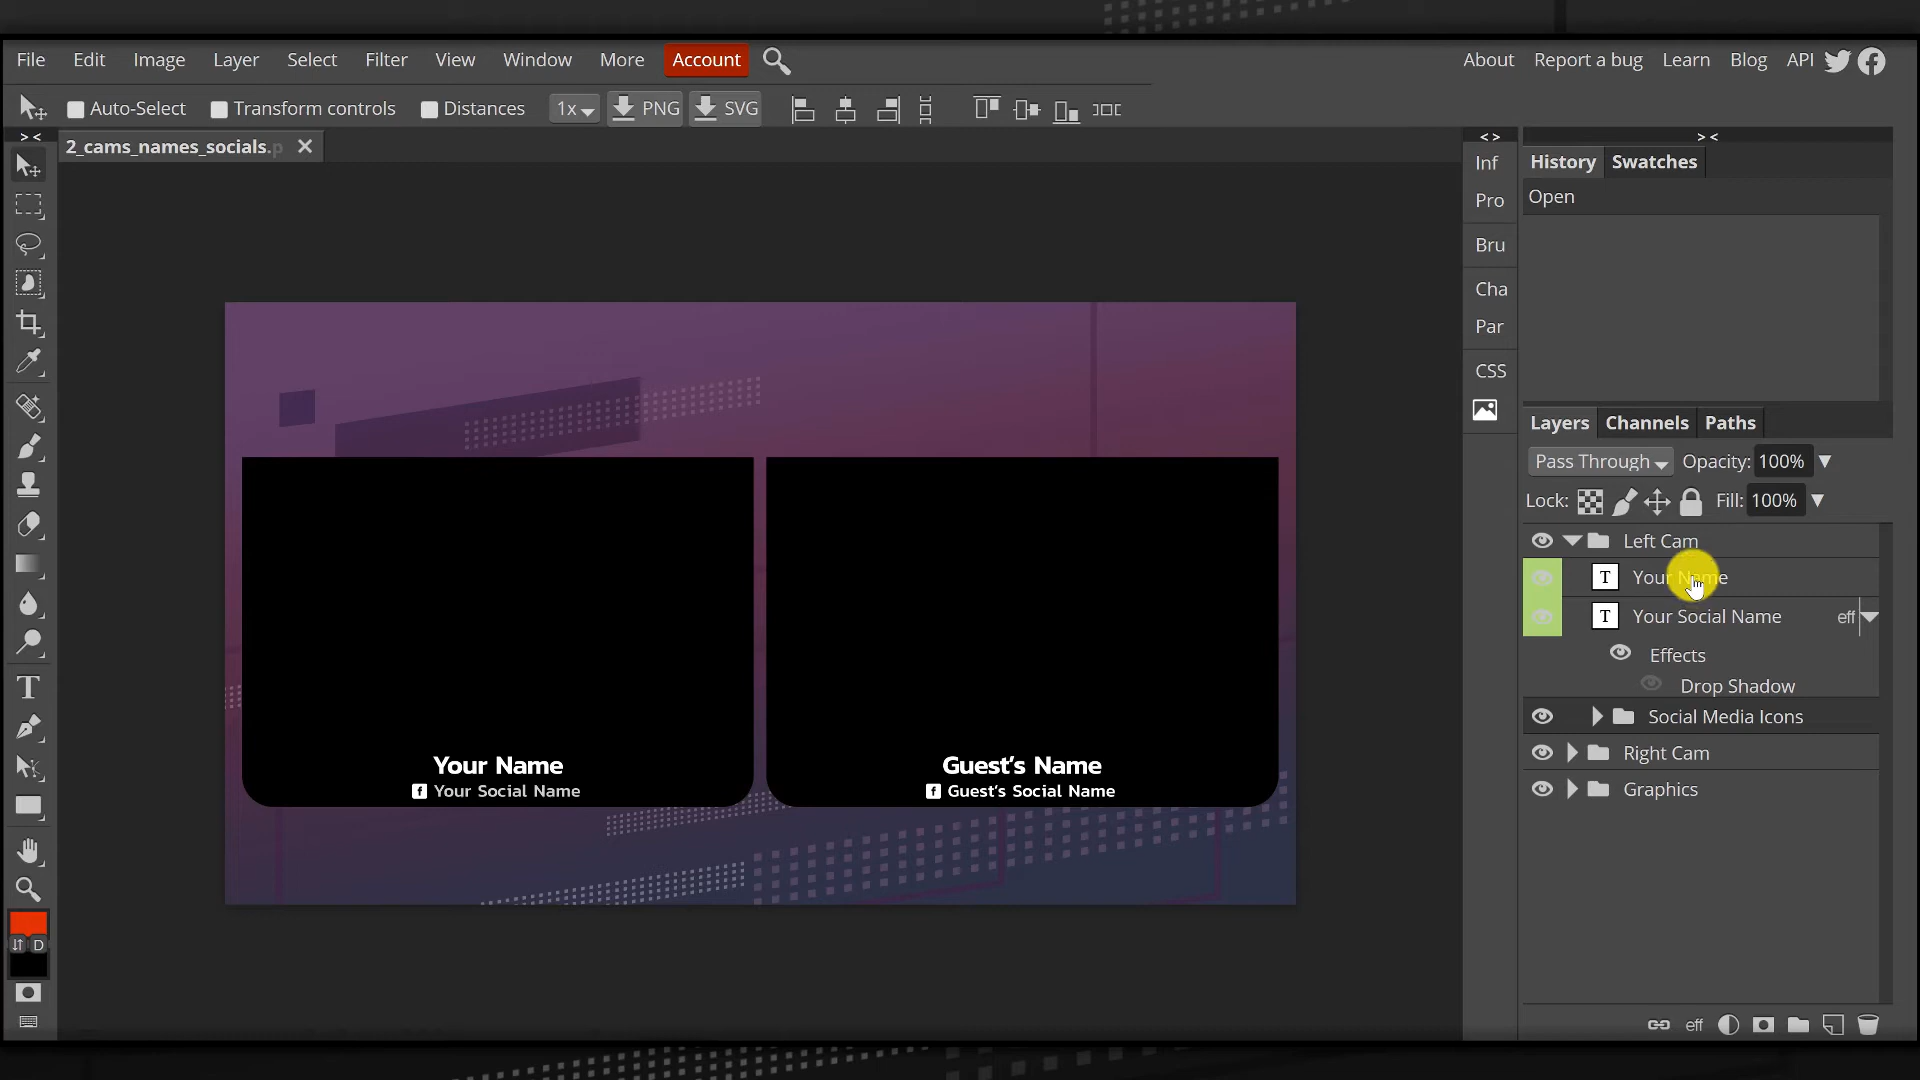 File Edit Image Layer Select Filter View Window More Account About Report a bug Learn Blog API
Auto-Select Transform controls Distances 1x PNG SVG
> <
2_cams_names_socials.p
< >
> <
Inf
Pro
Bru
Cha
Par
CSS
History Swatches
Open
Layers Channels Paths
Pass Through Opacity: 100%
Lock: Fill: 100%
Left Cam
T Your Name
T Your Social Name eff
Effects
Drop Shadow
Social Media Icons
Right Cam
Graphics
eff
Your Name
f Your Social Name
Guest's Name
f Guest's Social Name
T
D